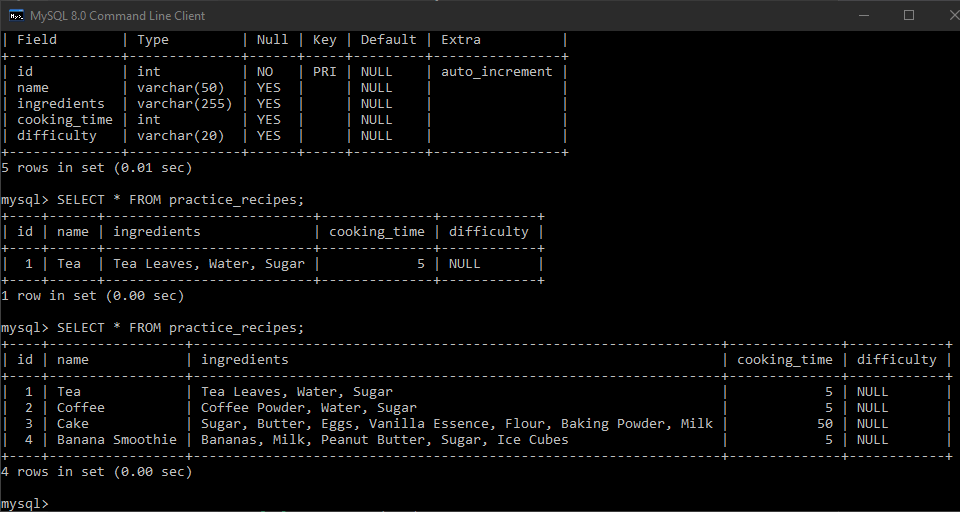 MySQL 8.0 Command Line Client
| Field        | Type         | Null | Key | Default | Extra          |
+--------------+--------------+------+-----+---------+----------------+
| id           | int          | NO   | PRI | NULL    | auto_increment |
| name         | varchar(50)  | YES  |     | NULL    |                |
| ingredients  | varchar(255) | YES  |     | NULL    |                |
| cooking_time | int          | YES  |     | NULL    |                |
| difficulty   | varchar(20)  | YES  |     | NULL    |                |
+--------------+--------------+------+-----+---------+----------------+
5 rows in set (0.01 sec)
mysql> SELECT * FROM practice_recipes;
+----+------+--------------------------+--------------+------------+
| id | name | ingredients              | cooking_time | difficulty |
+----+------+--------------------------+--------------+------------+
|  1 | Tea  | Tea Leaves, Water, Sugar |            5 | NULL       |
+----+------+--------------------------+--------------+------------+
1 row in set (0.00 sec)
mysql> SELECT * FROM practice_recipes;
+----+-----------------+------------------------------------------------------------------+--------------+------------+
| id | name            | ingredients                                                      | cooking_time | difficulty |
+----+-----------------+------------------------------------------------------------------+--------------+------------+
|  1 | Tea             | Tea Leaves, Water, Sugar                                         |            5 | NULL       |
|  2 | Coffee          | Coffee Powder, Water, Sugar                                      |            5 | NULL       |
|  3 | Cake            | Sugar, Butter, Eggs, Vanilla Essence, Flour, Baking Powder, Milk |           50 | NULL       |
|  4 | Banana Smoothie | Bananas, Milk, Peanut Butter, Sugar, Ice Cubes                   |            5 | NULL       |
+----+-----------------+------------------------------------------------------------------+--------------+------------+
4 rows in set (0.00 sec)
mysql>